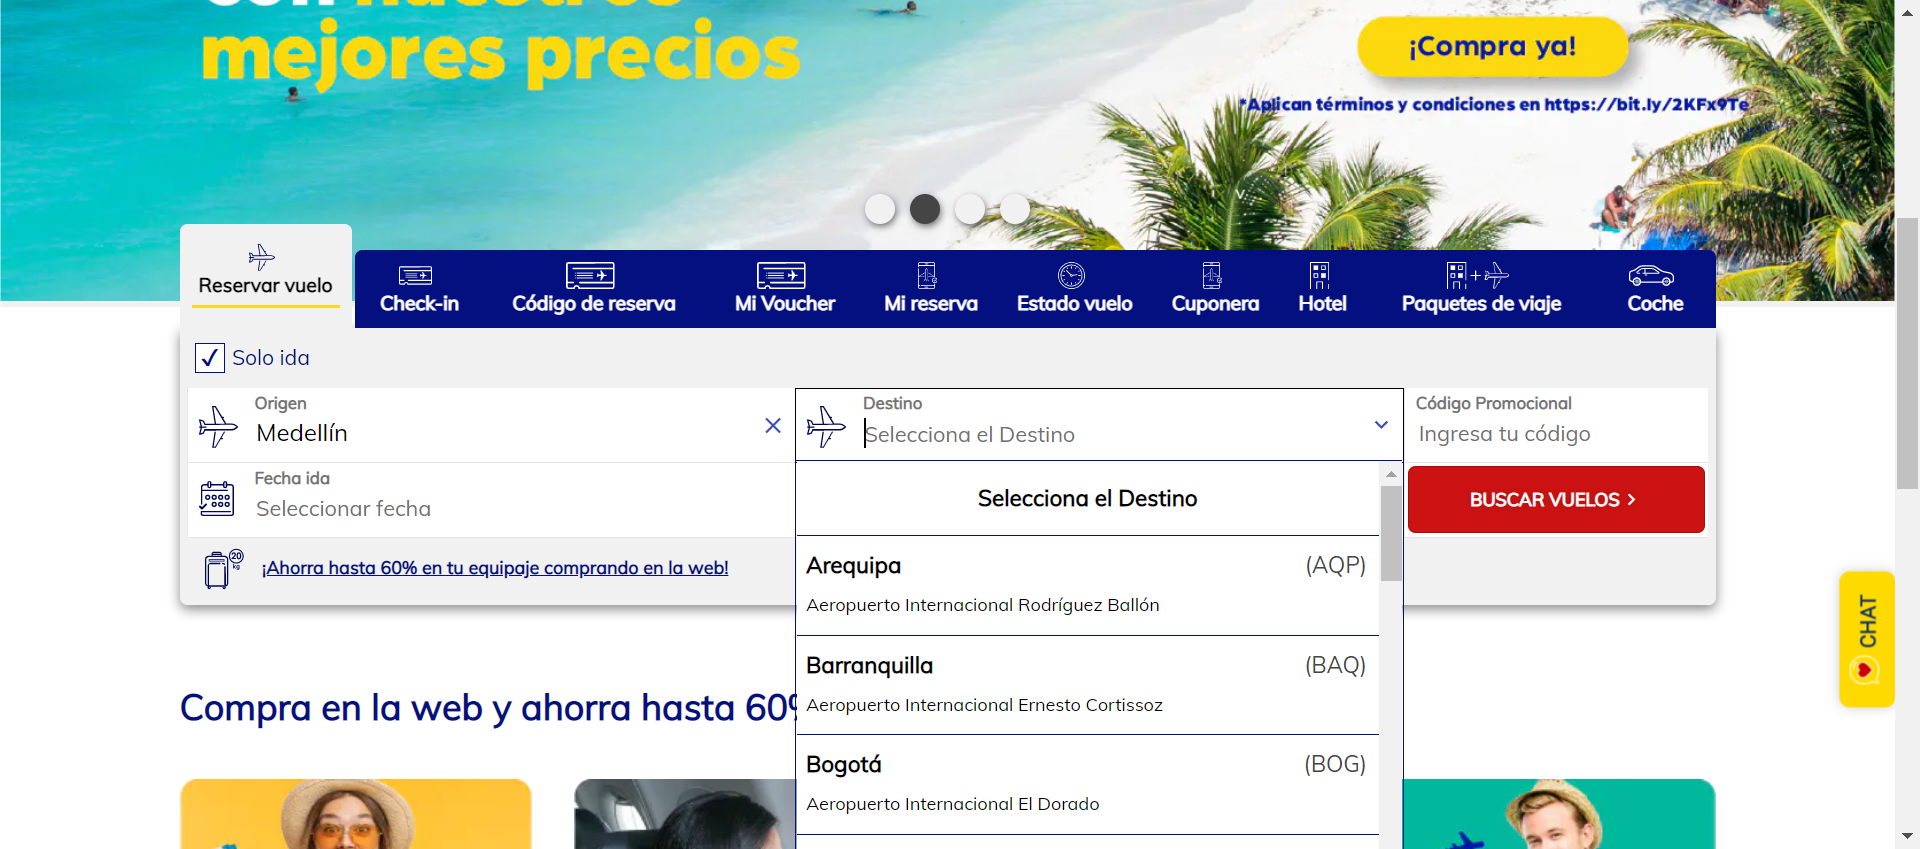 con nuestros
mejores precios
¡Compra ya!
*Aplican términos y condiciones en https://bit.ly/2KFx9Te
Reservar vuelo
Check-in
Código de reserva
Mi Voucher
Mi reserva
Estado vuelo
Cuponera
Hotel
Paquetes de viaje
Coche
Solo ida
Origen
Medellín
Destino
Selecciona el Destino
Código Promocional
Ingresa tu código
Fecha ida
Seleccionar fecha
Selecciona el Destino
BUSCAR VUELOS
20
kg
¡Ahorra hasta 60% en tu equipaje comprando en la web!
Arequipa (AQP)
Aeropuerto Internacional Rodríguez Ballón
Barranquilla (BAQ)
Aeropuerto Internacional Ernesto Cortissoz
Bogotá (BOG)
Aeropuerto Internacional El Dorado
CHAT
Compra en la web y ahorra hasta 60%